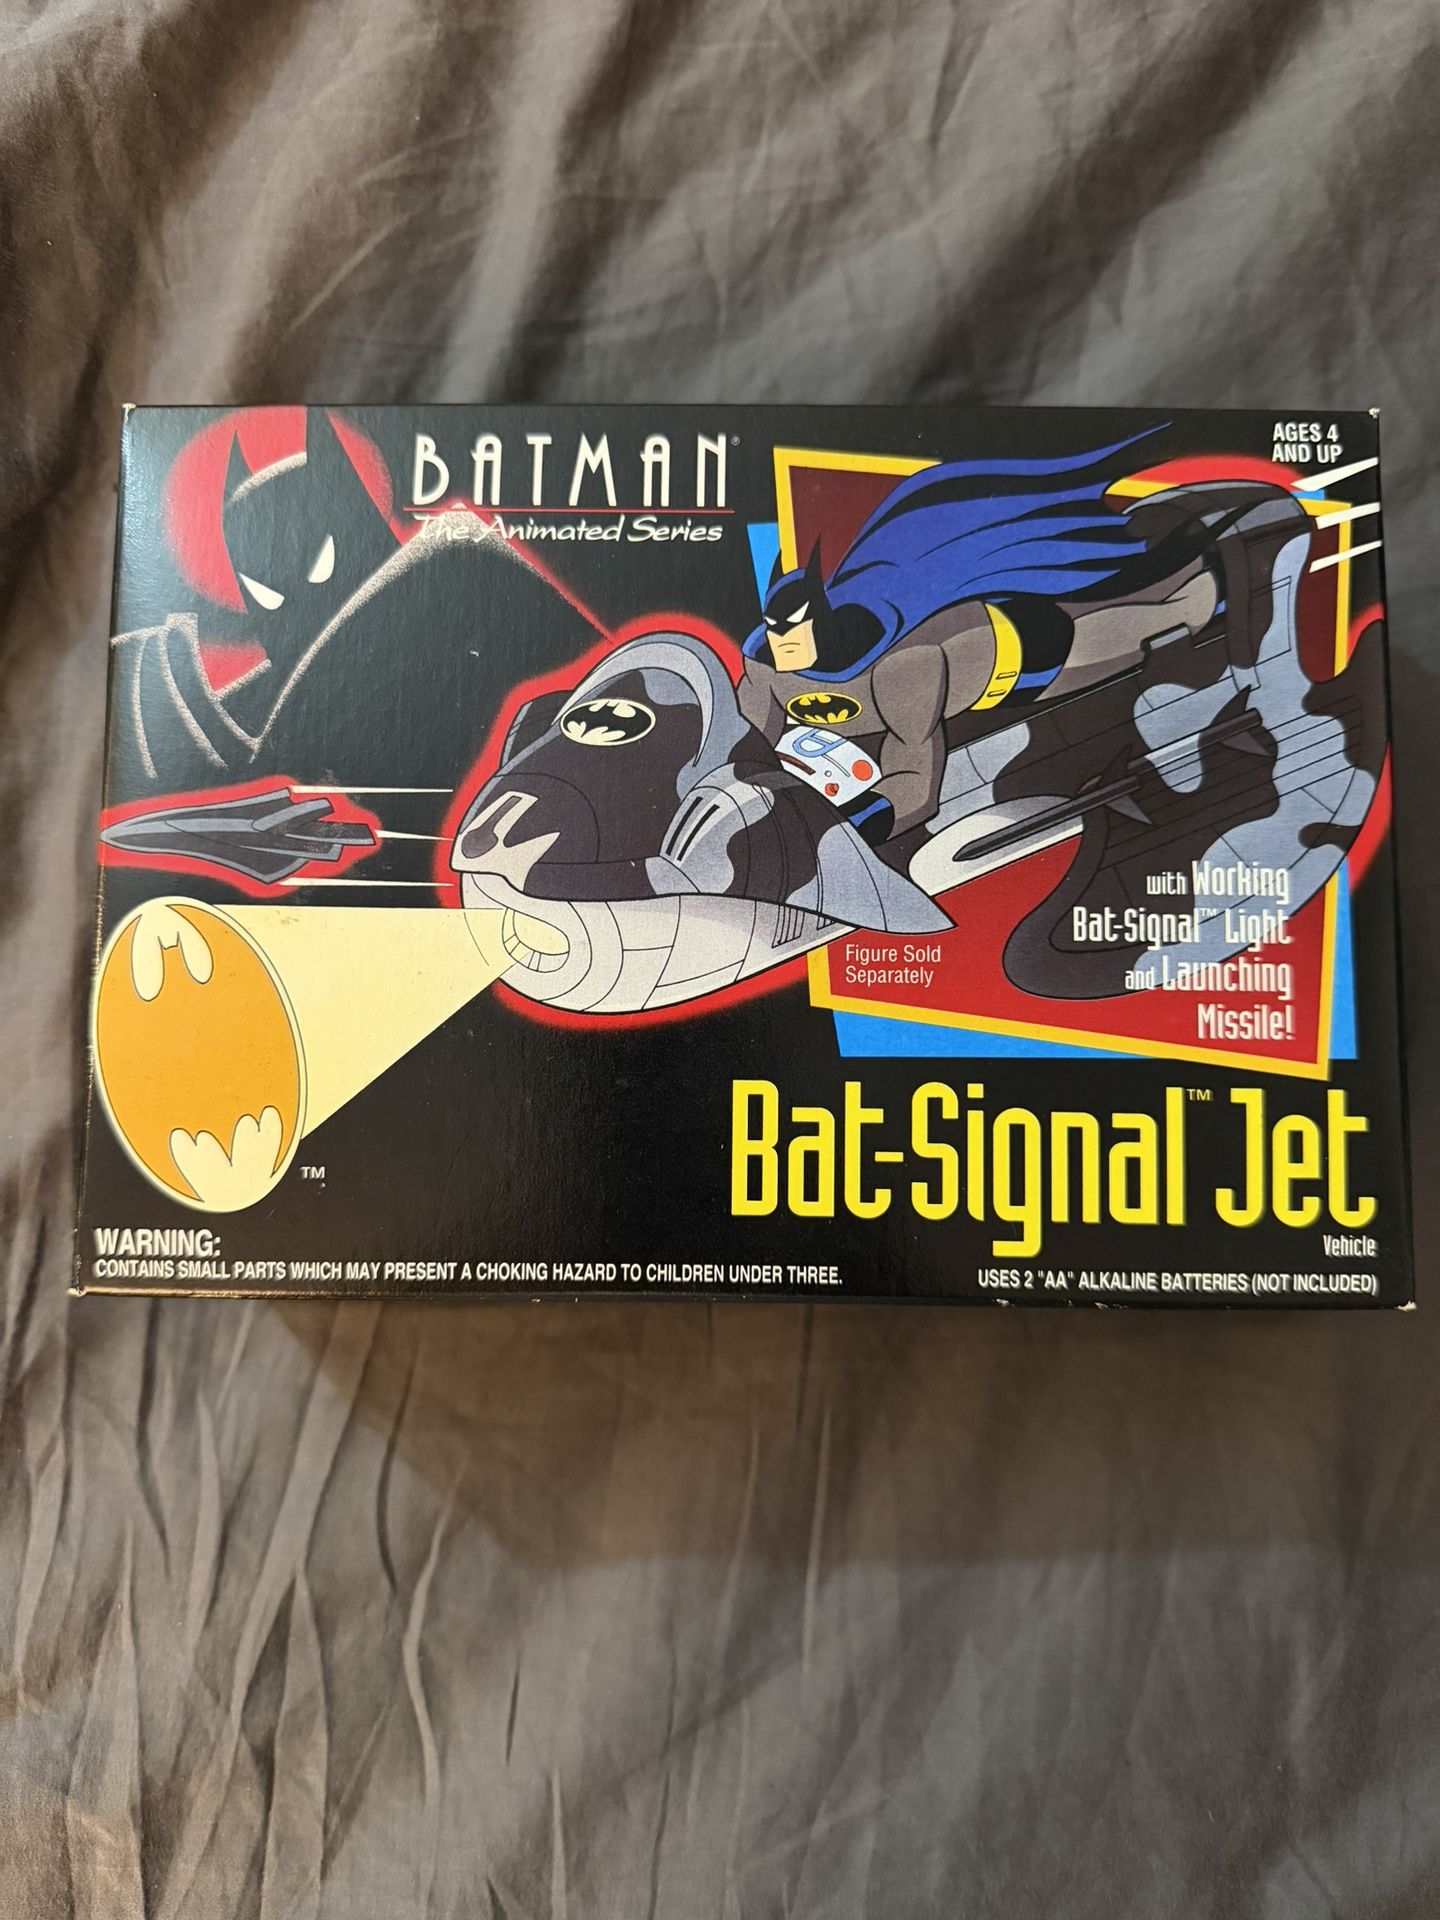 BATMAN®
The Animated Series
AGES 4
AND UP
with Working
Bat-Signal™ Light
and Launching
Missile!
Figure Sold
Separately
TM
Bat-Signal™ Jet
Vehicle
WARNING:
CONTAINS SMALL PARTS WHICH MAY PRESENT A CHOKING HAZARD TO CHILDREN UNDER THREE.
USES 2 "AA" ALKALINE BATTERIES (NOT INCLUDED)